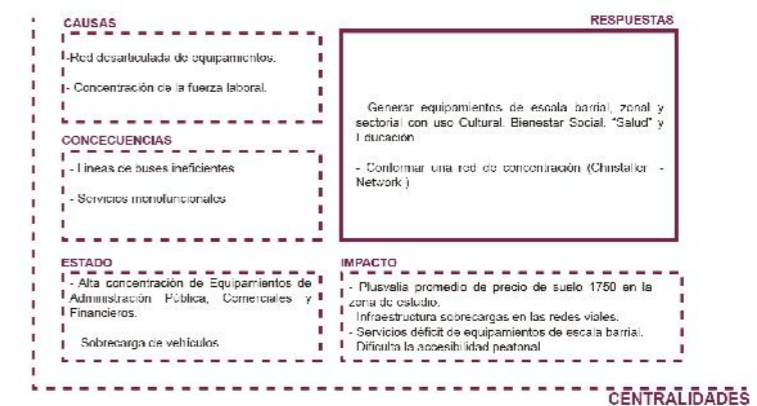 CAUSAS
-Red desarticulada de equipamientos.
- Concentración de la fuerza laboral.
CONCECUENCIAS
- Lineas de buses ineficientes
- Servicios monofuncionales
ESTADO
- Alta concentración de Equipamientos de
Administración Pública, Comerciales y
Financieros.
Sobrecarga de vehículos
RESPUESTAS
Generar equipamientos de escala barrial, zonal y
sectorial con uso Cultural, Bienestar Social, "Salud" y
Educación
- Conformar una red de concentración (Christaller -
Network )
IMPACTO
- Plusvalia promedio de precio de suelo 1750 en la
zona de estudio.
Infraestructura sobrecargas en las redes viales.
- Servicios déficit de equipamientos de escala barrial.
Dificulta la accesibilidad peatonal
CENTRALIDADES